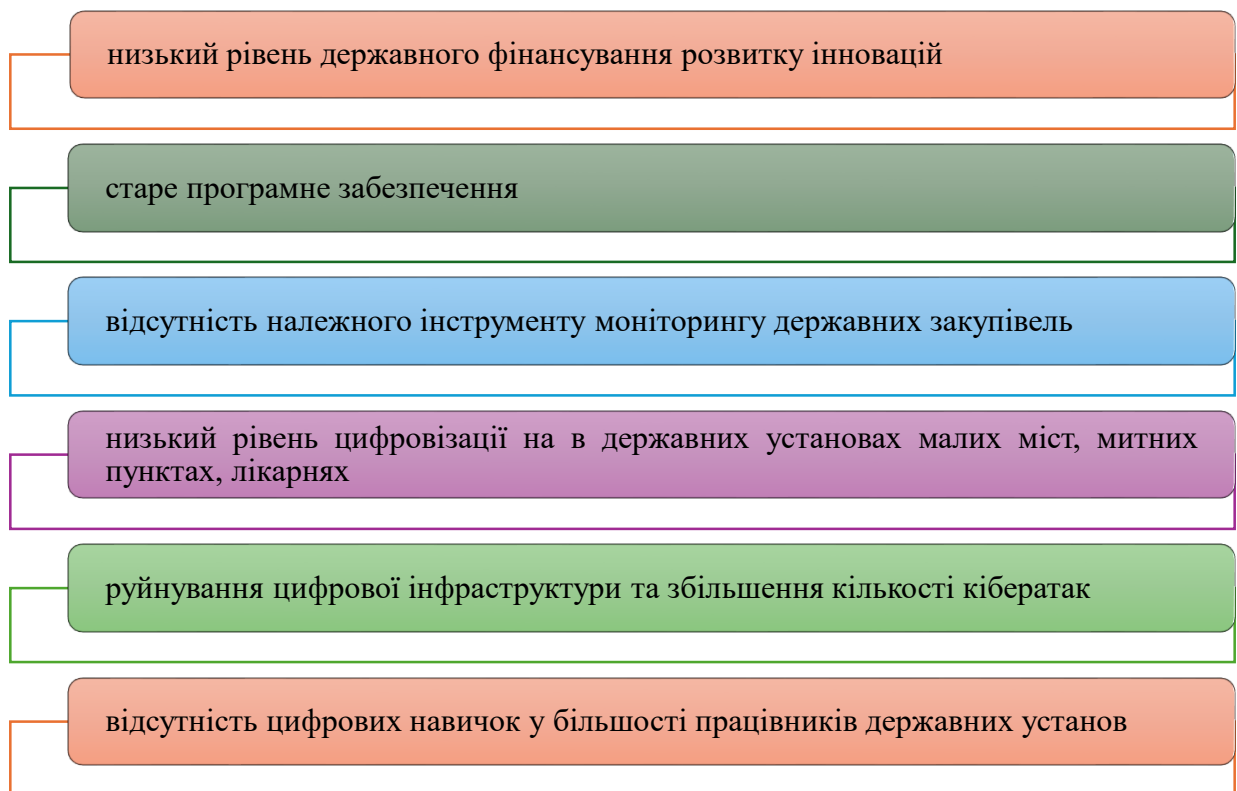 низький рівень державного фінансування розвитку інновацій
старе програмне забезпечення
відсутність належного інструменту моніторингу державних закупівель
низький рівень цифровізації на в державних установах малих міст, митних
пунктах, лікарнях
руйнування цифрової інфраструктури та збільшення кількості кібератак
відсутність цифрових навичок у більшості працівників державних установ